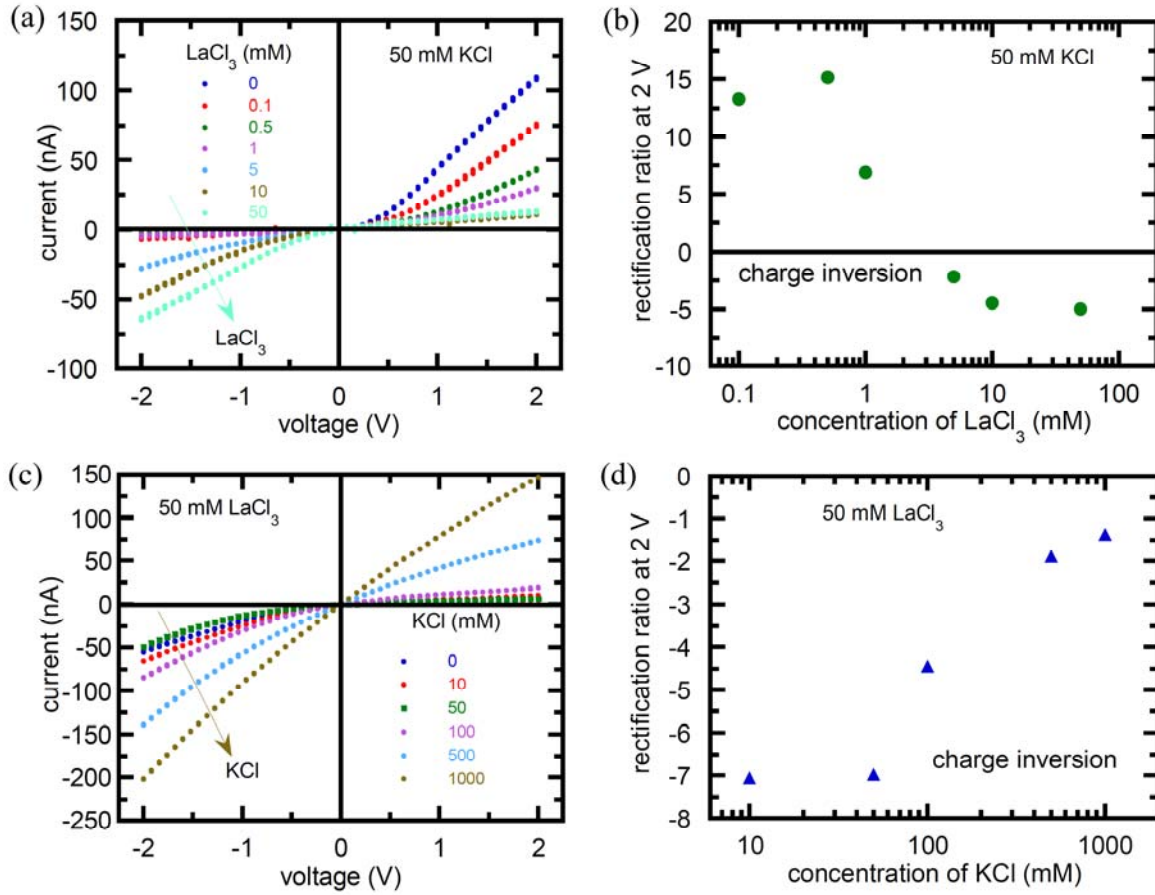 (a)
150
100
50
0
-50
-100
current (nA)
LaCl₃ (mM)
0
0.1
0.5
1
5
10
50
50 mM KCl
LaCl₃
-2
-1
0
1
2
voltage (V)
(b)
20
15
10
5
0
-5
-10
rectification ratio at 2 V
50 mM KCl
charge inversion
0.1
1
10
100
concentration of LaCl₃ (mM)
(c)
150
100
50
0
-50
-100
-150
-200
-250
current (nA)
50 mM LaCl₃
KCl (mM)
0
10
50
100
500
1000
KCl
-2
-1
0
1
2
voltage (V)
(d)
0
-1
-2
-3
-4
-5
-6
-7
-8
rectification ratio at 2 V
50 mM LaCl₃
charge inversion
10
100
1000
concentration of KCl (mM)